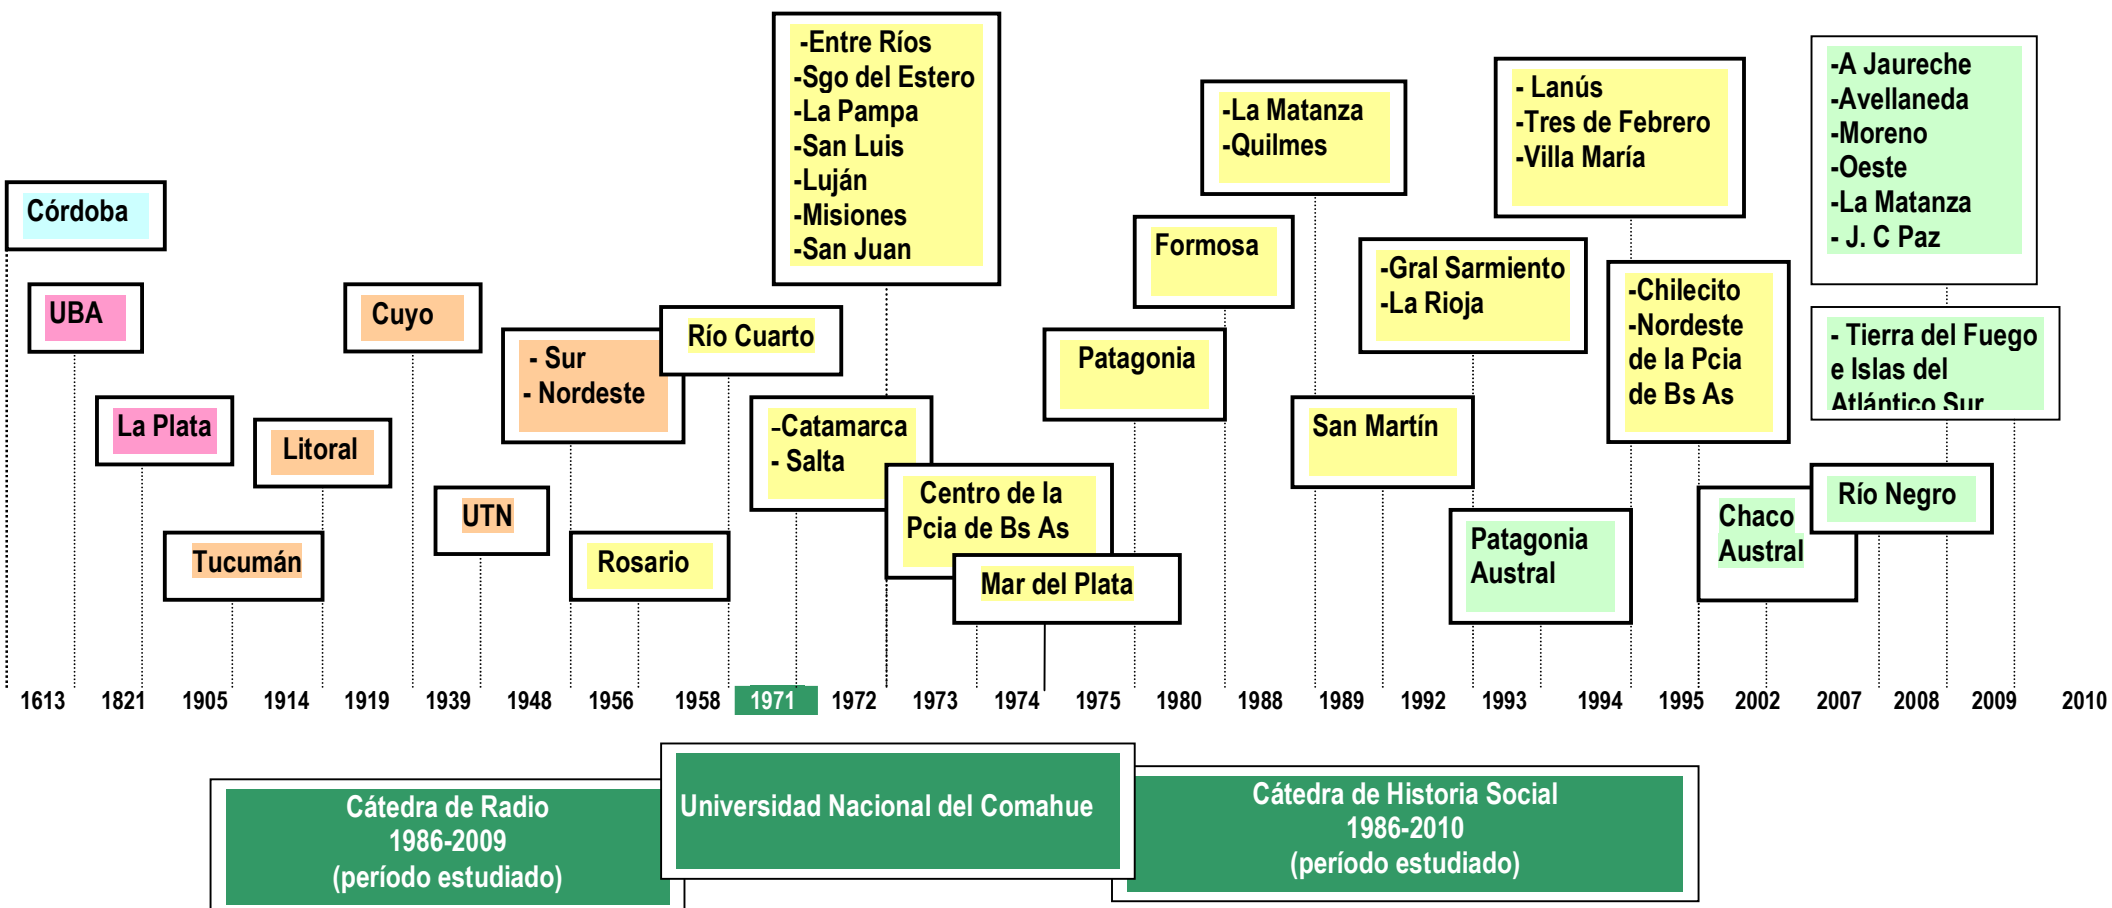 -Entre Ríos
-Sgo del Estero
-La Pampa
-San Luis
-Luján
-Misiones
-San Juan
-La Matanza
-Quilmes
- Lanús
-Tres de Febrero
-Villa María
-A Jaureche
-Avellaneda
-Moreno
-Oeste
-La Matanza
- J. C Paz
Córdoba
UBA
La Plata
Tucumán
Litoral
Cuyo
UTN
- Sur
- Nordeste
Rosario
Río Cuarto
-Catamarca
- Salta
Centro de la
Pcia de Bs As
Mar del Plata
Patagonia
Formosa
San Martín
-Gral Sarmiento
-La Rioja
Patagonia
Austral
-Chilecito
-Nordeste
de la Pcia
de Bs As
Chaco
Austral
Río Negro
- Tierra del Fuego
e Islas del
Atlántico Sur
1613 1821 1905 1914 1919 1939 1948 1956 1958 1971 1972 1973 1974 1975 1980 1988 1989 1992 1993 1994 1995 2002 2007 2008 2009 2010
Cátedra de Radio
1986-2009
(período estudiado)
Universidad Nacional del Comahue
Cátedra de Historia Social
1986-2010
(período estudiado)